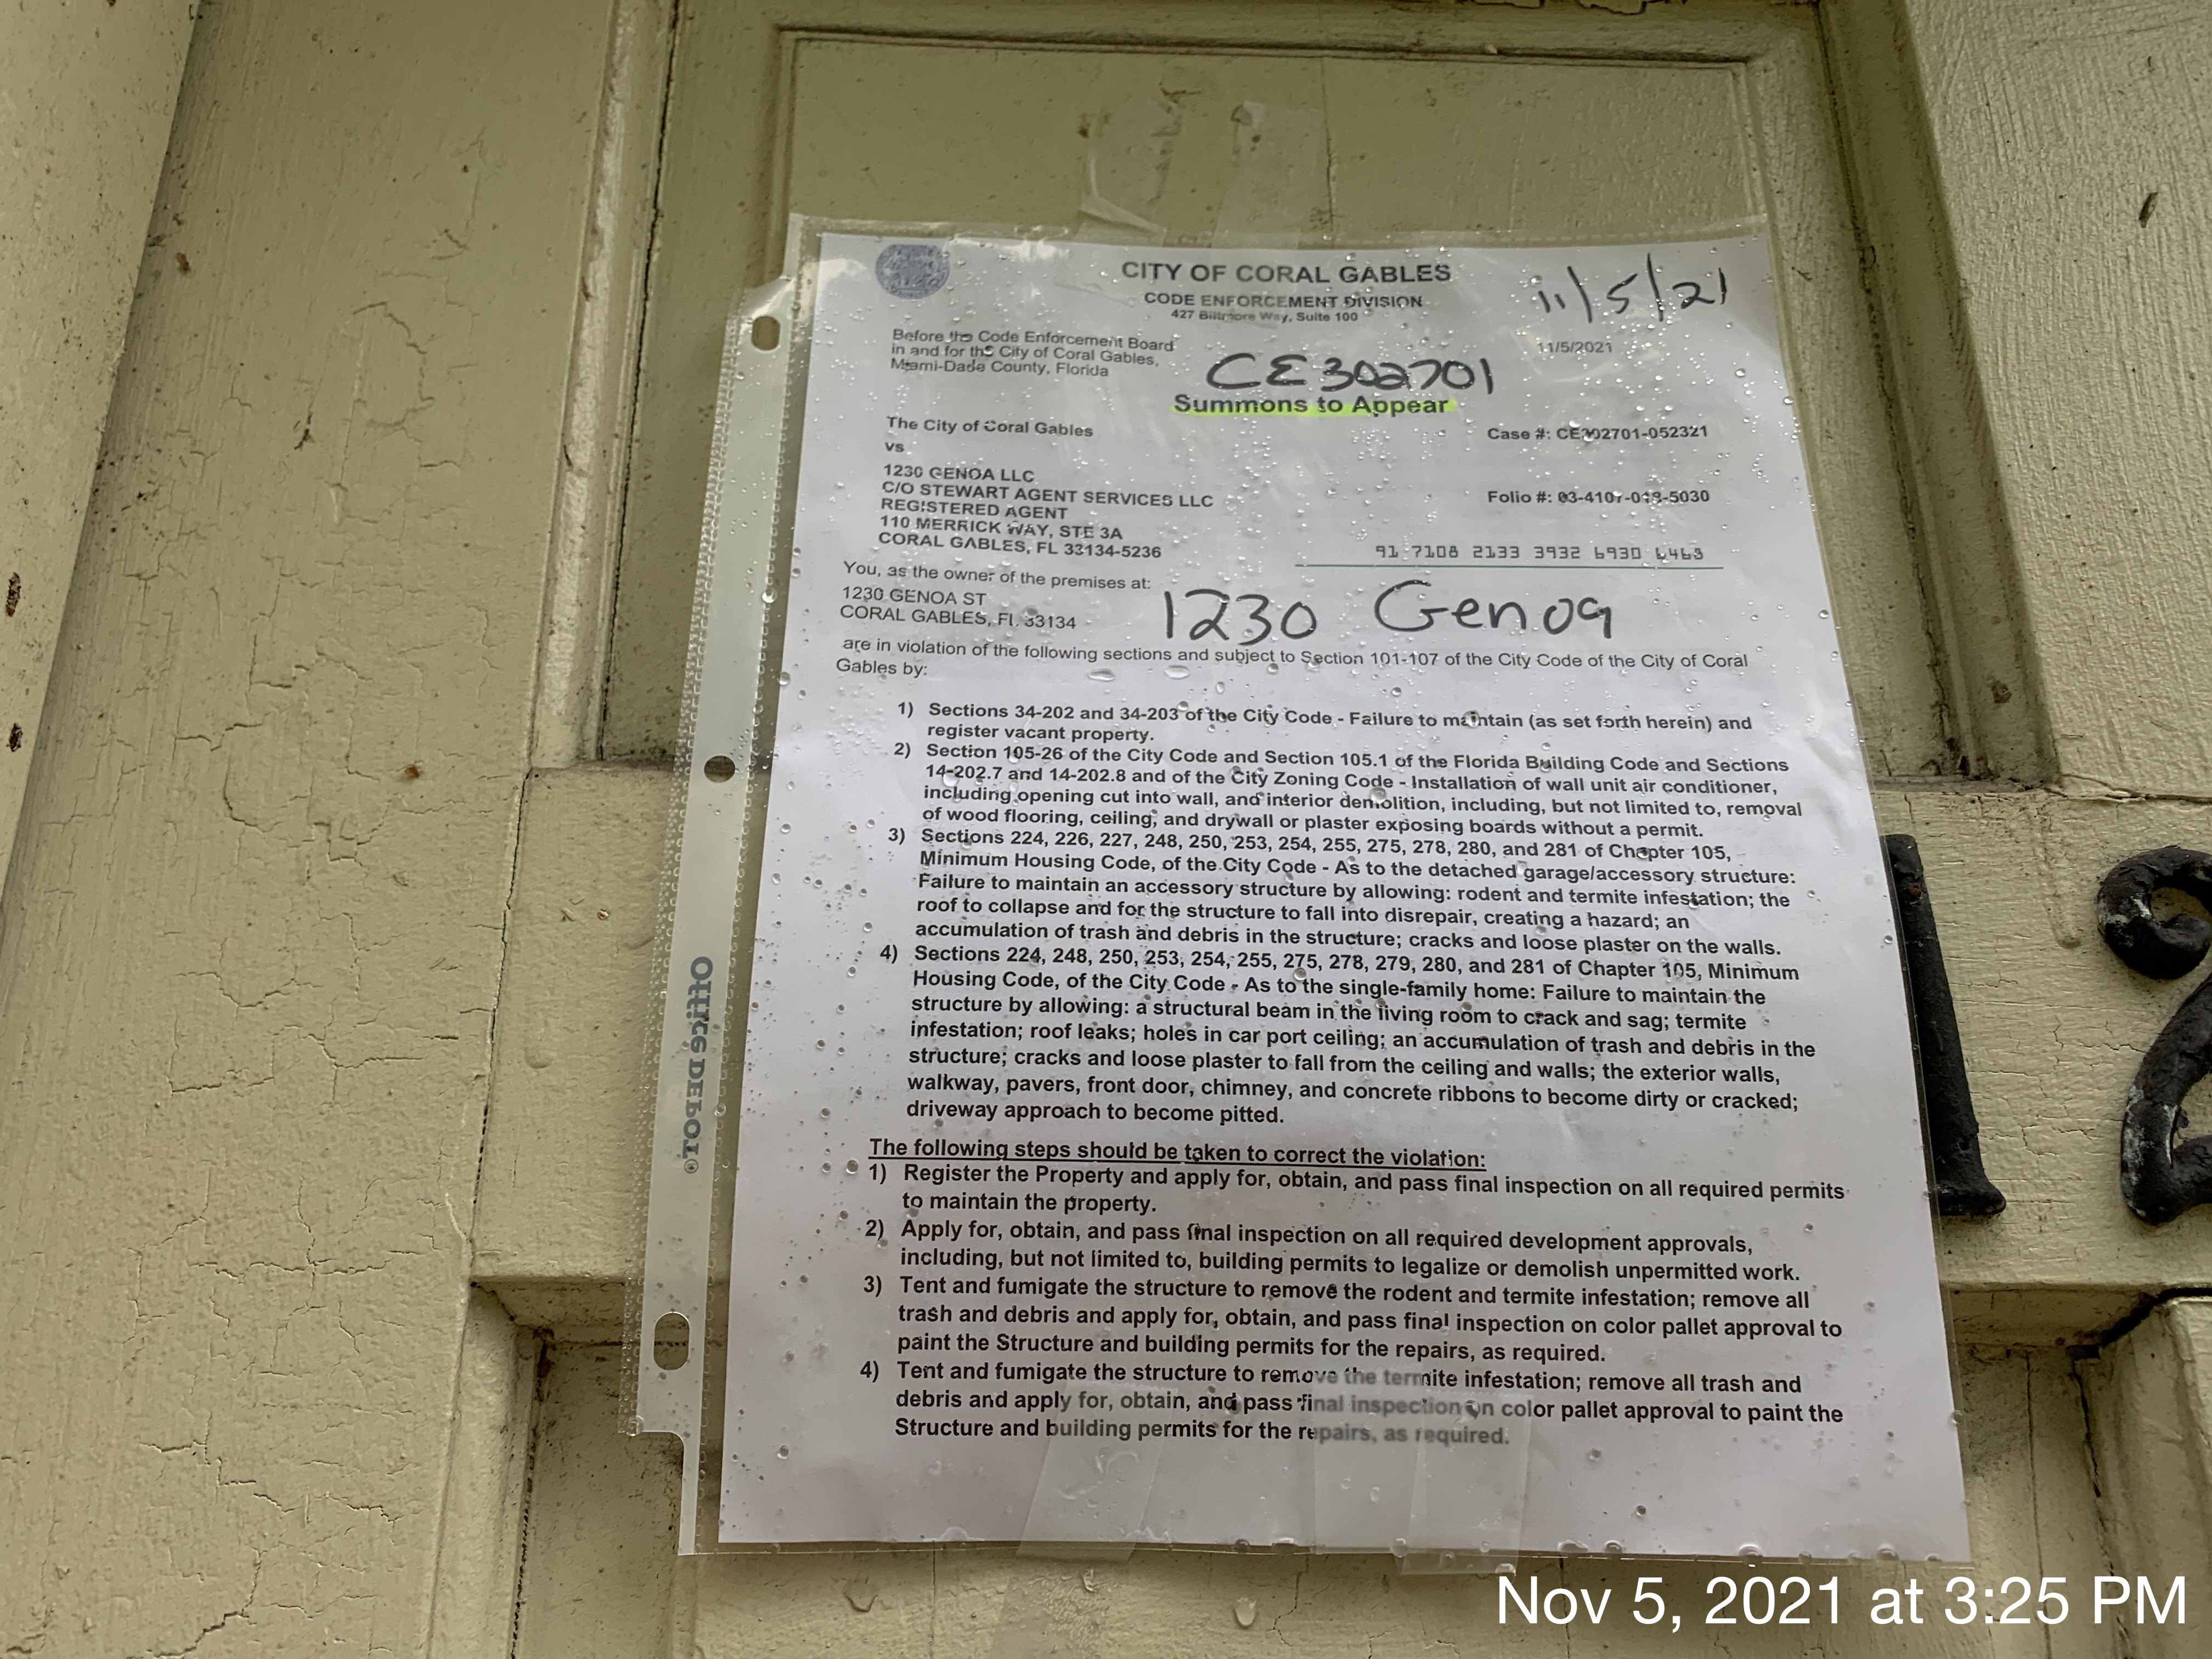 CITY OF CORAL GABLES
CODE ENFORCEMENT DIVISION
427 Biltmore Way, Suite 100
11/5/21
11/5/2021
Before the Code Enforcement Board
in and for the City of Coral Gables,
Miami-Dade County, Florida
CE302701
Summons to Appear
The City of Coral Gables
vs
Case #: CE302701-052321
1230 GENOA LLC
C/O STEWART AGENT SERVICES LLC
REGISTERED AGENT
110 MERRICK WAY, STE 3A
CORAL GABLES, FL 33134-5236
Folio #: 03-4107-018-5030
91 7108 2133 3932 6930 6463
You, as the owner of the premises at:
1230 GENOA ST
CORAL GABLES, FL 33134
1230 Genoa
are in violation of the following sections and subject to Section 101-107 of the City Code of the City of Coral
Gables by:
1) Sections 34-202 and 34-203 of the City Code - Failure to maintain (as set forth herein) and
register vacant property.
2) Section 105-26 of the City Code and Section 105.1 of the Florida Building Code and Sections
14-202.7 and 14-202.8 and of the City Zoning Code - Installation of wall unit air conditioner,
including opening cut into wall, and interior demolition, including, but not limited to, removal
of wood flooring, ceiling, and drywall or plaster exposing boards without a permit.
3) Sections 224, 226, 227, 248, 250, 253, 254, 255, 275, 278, 280, and 281 of Chapter 105,
Minimum Housing Code, of the City Code - As to the detached garage/accessory structure:
Failure to maintain an accessory structure by allowing: rodent and termite infestation; the
roof to collapse and for the structure to fall into disrepair, creating a hazard; an
accumulation of trash and debris in the structure; cracks and loose plaster on the walls.
4) Sections 224, 248, 250, 253, 254, 255, 275, 278, 279, 280, and 281 of Chapter 105, Minimum
Housing Code, of the City Code - As to the single-family home: Failure to maintain the
structure by allowing: a structural beam in the living room to crack and sag; termite
infestation; roof leaks; holes in car port ceiling; an accumulation of trash and debris in the
structure; cracks and loose plaster to fall from the ceiling and walls; the exterior walls,
walkway, pavers, front door, chimney, and concrete ribbons to become dirty or cracked;
driveway approach to become pitted.
The following steps should be taken to correct the violation:
1) Register the Property and apply for, obtain, and pass final inspection on all required permits
to maintain the property.
2) Apply for, obtain, and pass final inspection on all required development approvals,
including, but not limited to, building permits to legalize or demolish unpermitted work.
3) Tent and fumigate the structure to remove the rodent and termite infestation; remove all
trash and debris and apply for, obtain, and pass final inspection on color pallet approval to
paint the Structure and building permits for the repairs, as required.
4) Tent and fumigate the structure to remove the termite infestation; remove all trash and
debris and apply for, obtain, and pass final inspection on color pallet approval to paint the
Structure and building permits for the repairs, as required.
Office DEPOT®
12
Nov 5, 2021 at 3:25 PM